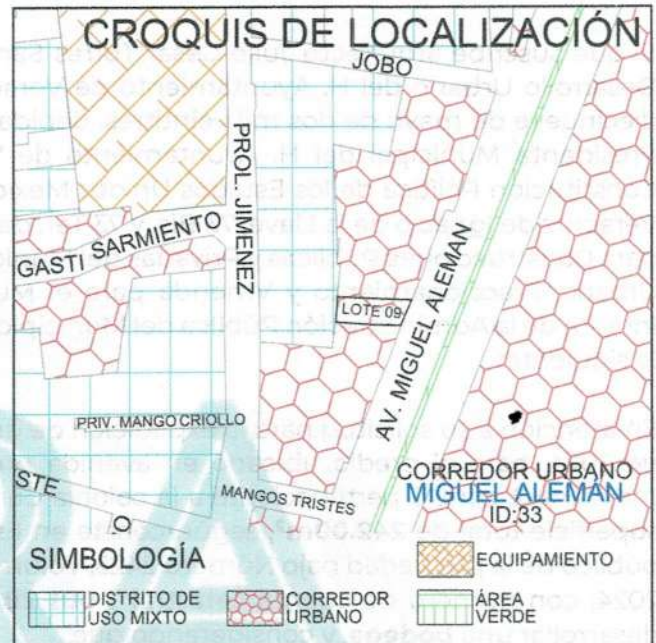 CROQUIS DE LOCALIZACIÓN
JOBO
PROL. JIMENEZ
GASTI SARMIENTO
LOTE 09
AV. MIGUEL ALEMAN
PRIV. MANGO CRIOLLO
CORREDOR URBANO
MIGUEL ALEMÁN
ID:33
STE
O
MANGOS TRISTES
SIMBOLOGÍA
EQUIPAMIENTO
DISTRITO DE
USO MIXTO
CORREDOR
URBANO
ÁREA
VERDE